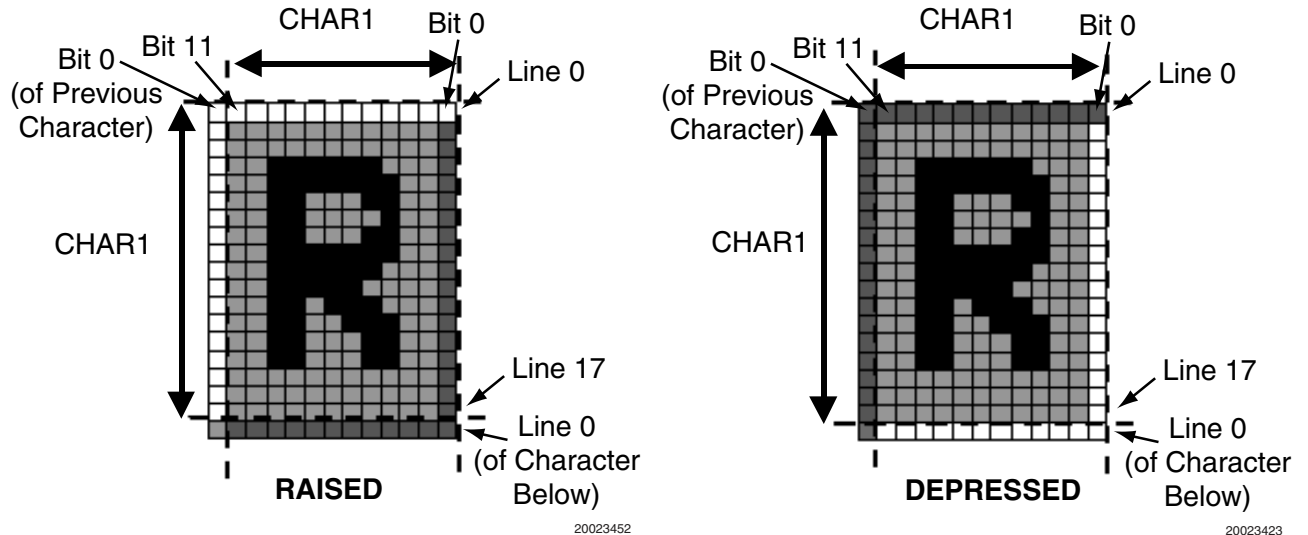 CHAR1
Bit 0
Bit 11
Bit 0
(of Previous
Character)
Line 0
CHAR1
R
Line 17
Line 0
(of Character
Below)
RAISED
20023452
CHAR1
Bit 0
Bit 11
Bit 0
(of Previous
Character)
Line 0
CHAR1
R
Line 17
Line 0
(of Character
Below)
DEPRESSED
20023423